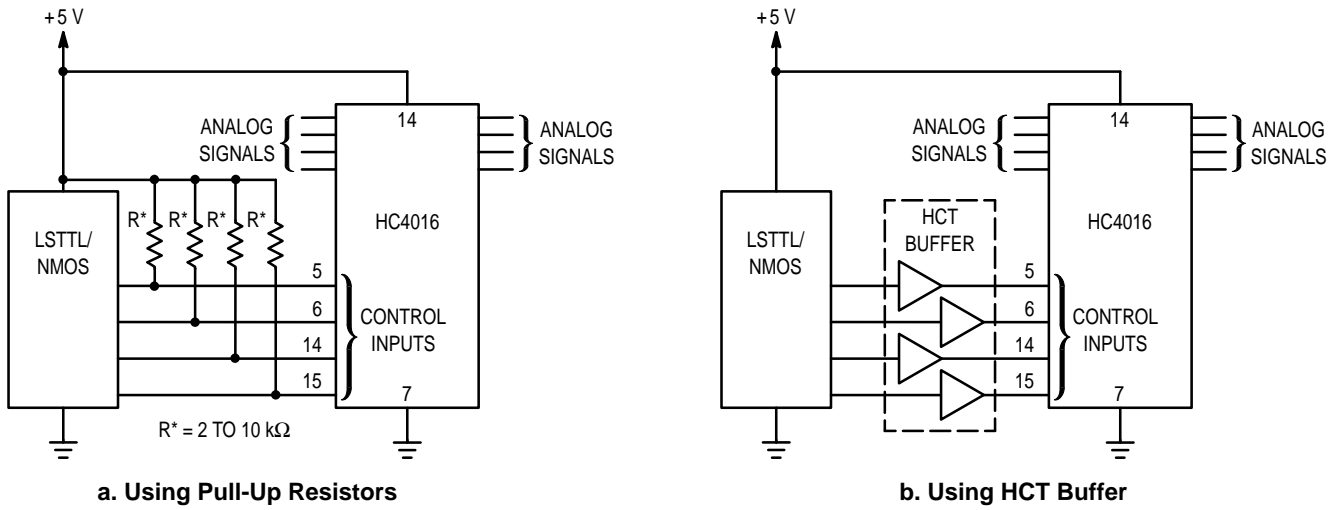 +5 V
14
ANALOG
SIGNALS
ANALOG
SIGNALS
R*
R*
R*
R*
LSTTL/
NMOS
HC4016
5
6
14
15
CONTROL
INPUTS
7
R* = 2 TO 10 kΩ
a. Using Pull-Up Resistors
+5 V
14
ANALOG
SIGNALS
ANALOG
SIGNALS
LSTTL/
NMOS
HCT
BUFFER
HC4016
5
6
14
15
CONTROL
INPUTS
7
b. Using HCT Buffer